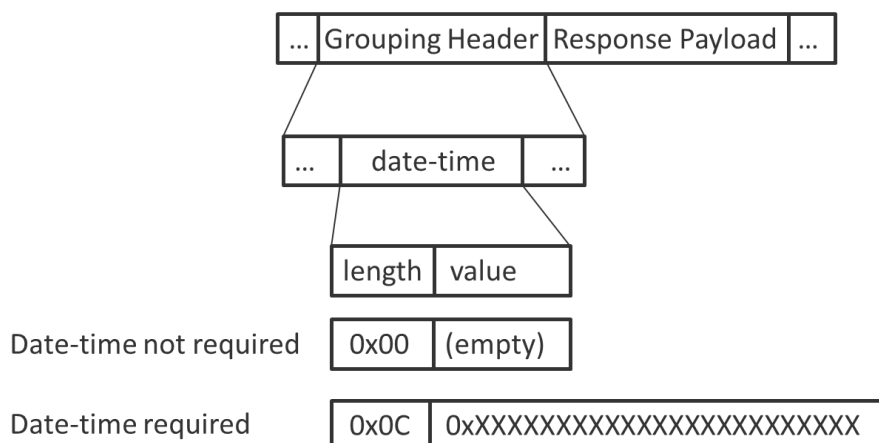 ... Grouping Header Response Payload ...
... date-time ...
length value
Date-time not required 0x00 (empty)
Date-time required 0x0C 0xXXXXXXXXXXXXXXXXXXXXXXXX